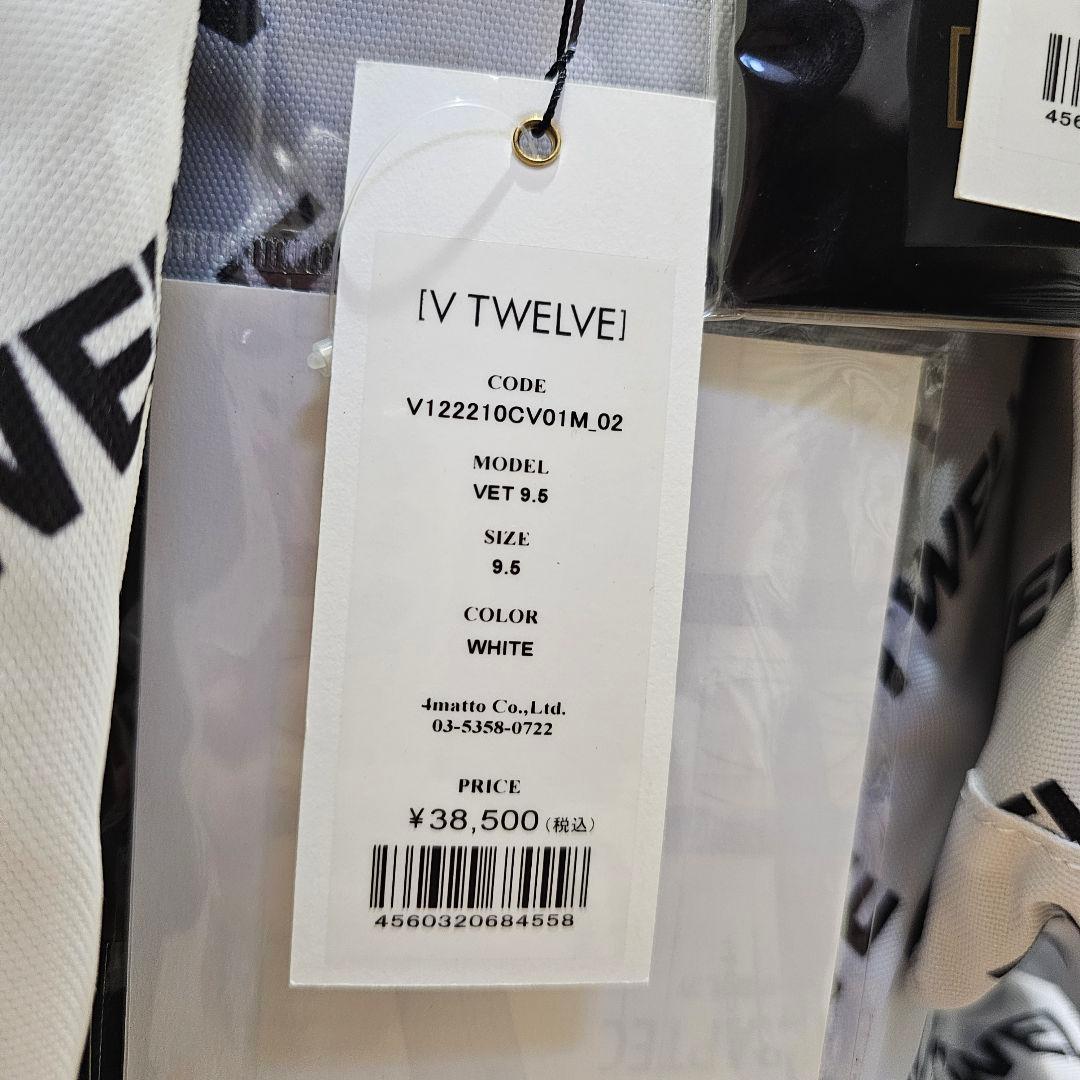 [V TWELVE]
CODE
V122210CV01M_02
MODEL
VET 9.5
SIZE
9.5
COLOR
WHITE
4matto Co.,Ltd.
03-5358-0722
PRICE
¥38,500(税込)
4560320684558
456